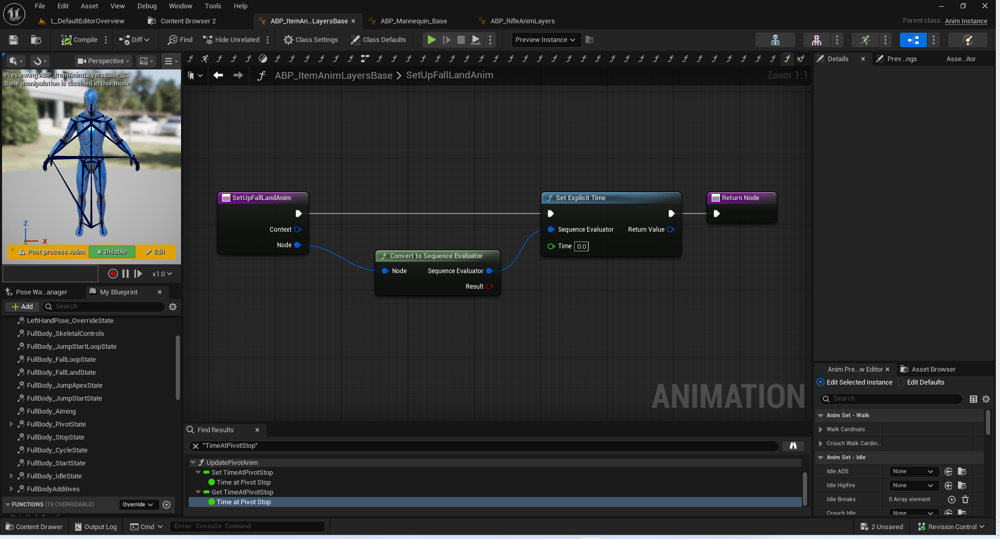 File Edit Asset View Debug Window Tools Help
L_DefaultEditorOverview Content Browser 2 ABP_ItemAn...LayersBase ABP_Mannequin_Base ABP_RifleAnimLayers Parent class: Anim Instance
Compile Diff Find Hide Unrelated Class Settings Class Defaults Preview Instance
Perspective
Details Prev...ngs Asse...itor
Previewing ABP_ItemAnimLayersBase_C.
Bone manipulation is disabled in this mode.
ABP_ItemAnimLayersBase > SetUpFallLandAnim Zoom 1:1
SetUpFallLandAnim
Context
Node
Convert to Sequence Evaluator
Node Sequence Evaluator
Result
Set Explicit Time
Sequence Evaluator Return Value
Time 0.0
Return Node
ANIMATION
Z
X
Post process Anim Disable Edit
x1.0
Pose Wa...anager My Blueprint
Add Search
LeftHandPose_OverrideState
FullBody_SkeletalControls
FullBody_JumpStartLoopState
FullBody_FallLoopState
FullBody_FallLandState
FullBody_JumpApexState
FullBody_JumpStartState
FullBody_Aiming
FullBody_PivotState
FullBody_StopState
FullBody_CycleState
FullBody_StartState
FullBody_IdleState
FullBodyAdditives
FUNCTIONS (19 OVERRIDABLE) Override
Find Results
"TimeAtPivotStop"
UpdatePivotAnim
Set TimeAtPivotStop
Time at Pivot Stop
Get TimeAtPivotStop
Time at Pivot Stop
Anim Pre...w Editor Asset Browser
Edit Selected Instance Edit Defaults
Search
Anim Set - Walk
Walk Cardinals
Crouch Walk Cardin...
Anim Set - Idle
Idle ADS None
Idle Hipfire None
Idle Breaks 0 Array element
Crouch Idle None
Content Drawer Output Log Cmd Enter Console Command 2 Unsaved Revision Control